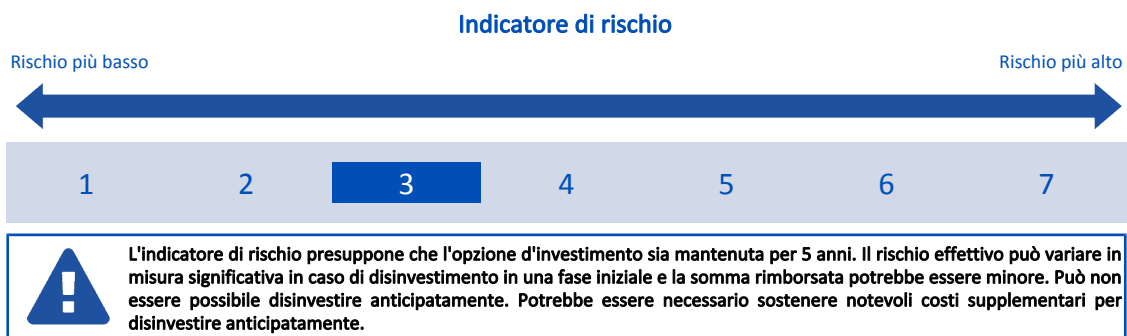 Indicatore di rischio
Rischio più basso
Rischio più alto
1 2 3 4 5 6 7
L'indicatore di rischio presuppone che l'opzione d'investimento sia mantenuta per 5 anni. Il rischio effettivo può variare in
misura significativa in caso di disinvestimento in una fase iniziale e la somma rimborsata potrebbe essere minore. Può non
essere possibile disinvestire anticipatamente. Potrebbe essere necessario sostenere notevoli costi supplementari per
disinvestire anticipatamente.